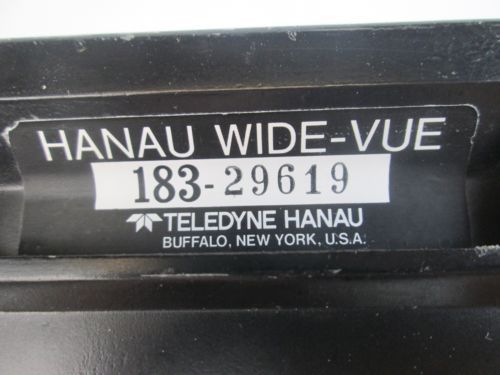 HANAU WIDE-VUE
183-29619
TELEDYNE HANAU
BUFFALO, NEW YORK, U.S.A.